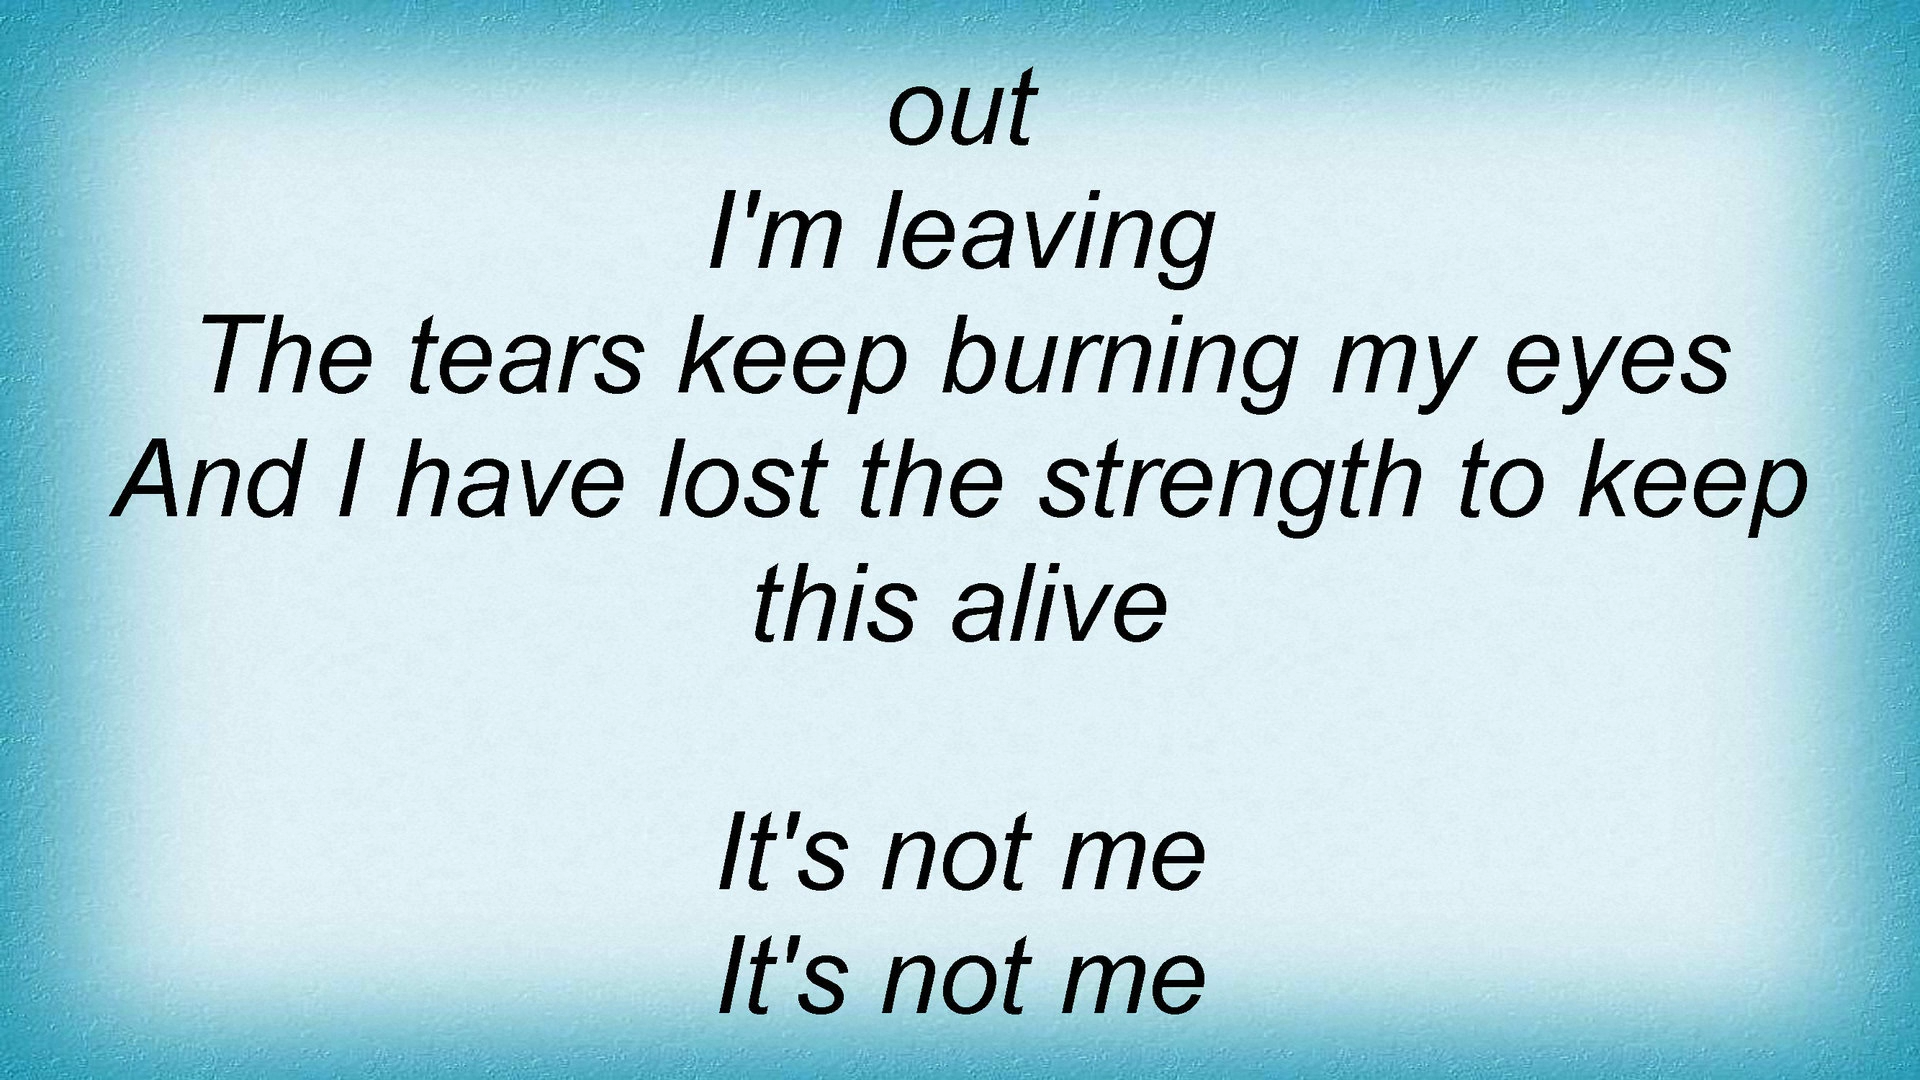 out
I'm leaving
The tears keep burning my eyes
And I have lost the strength to keep
this alive
It's not me
It's not me